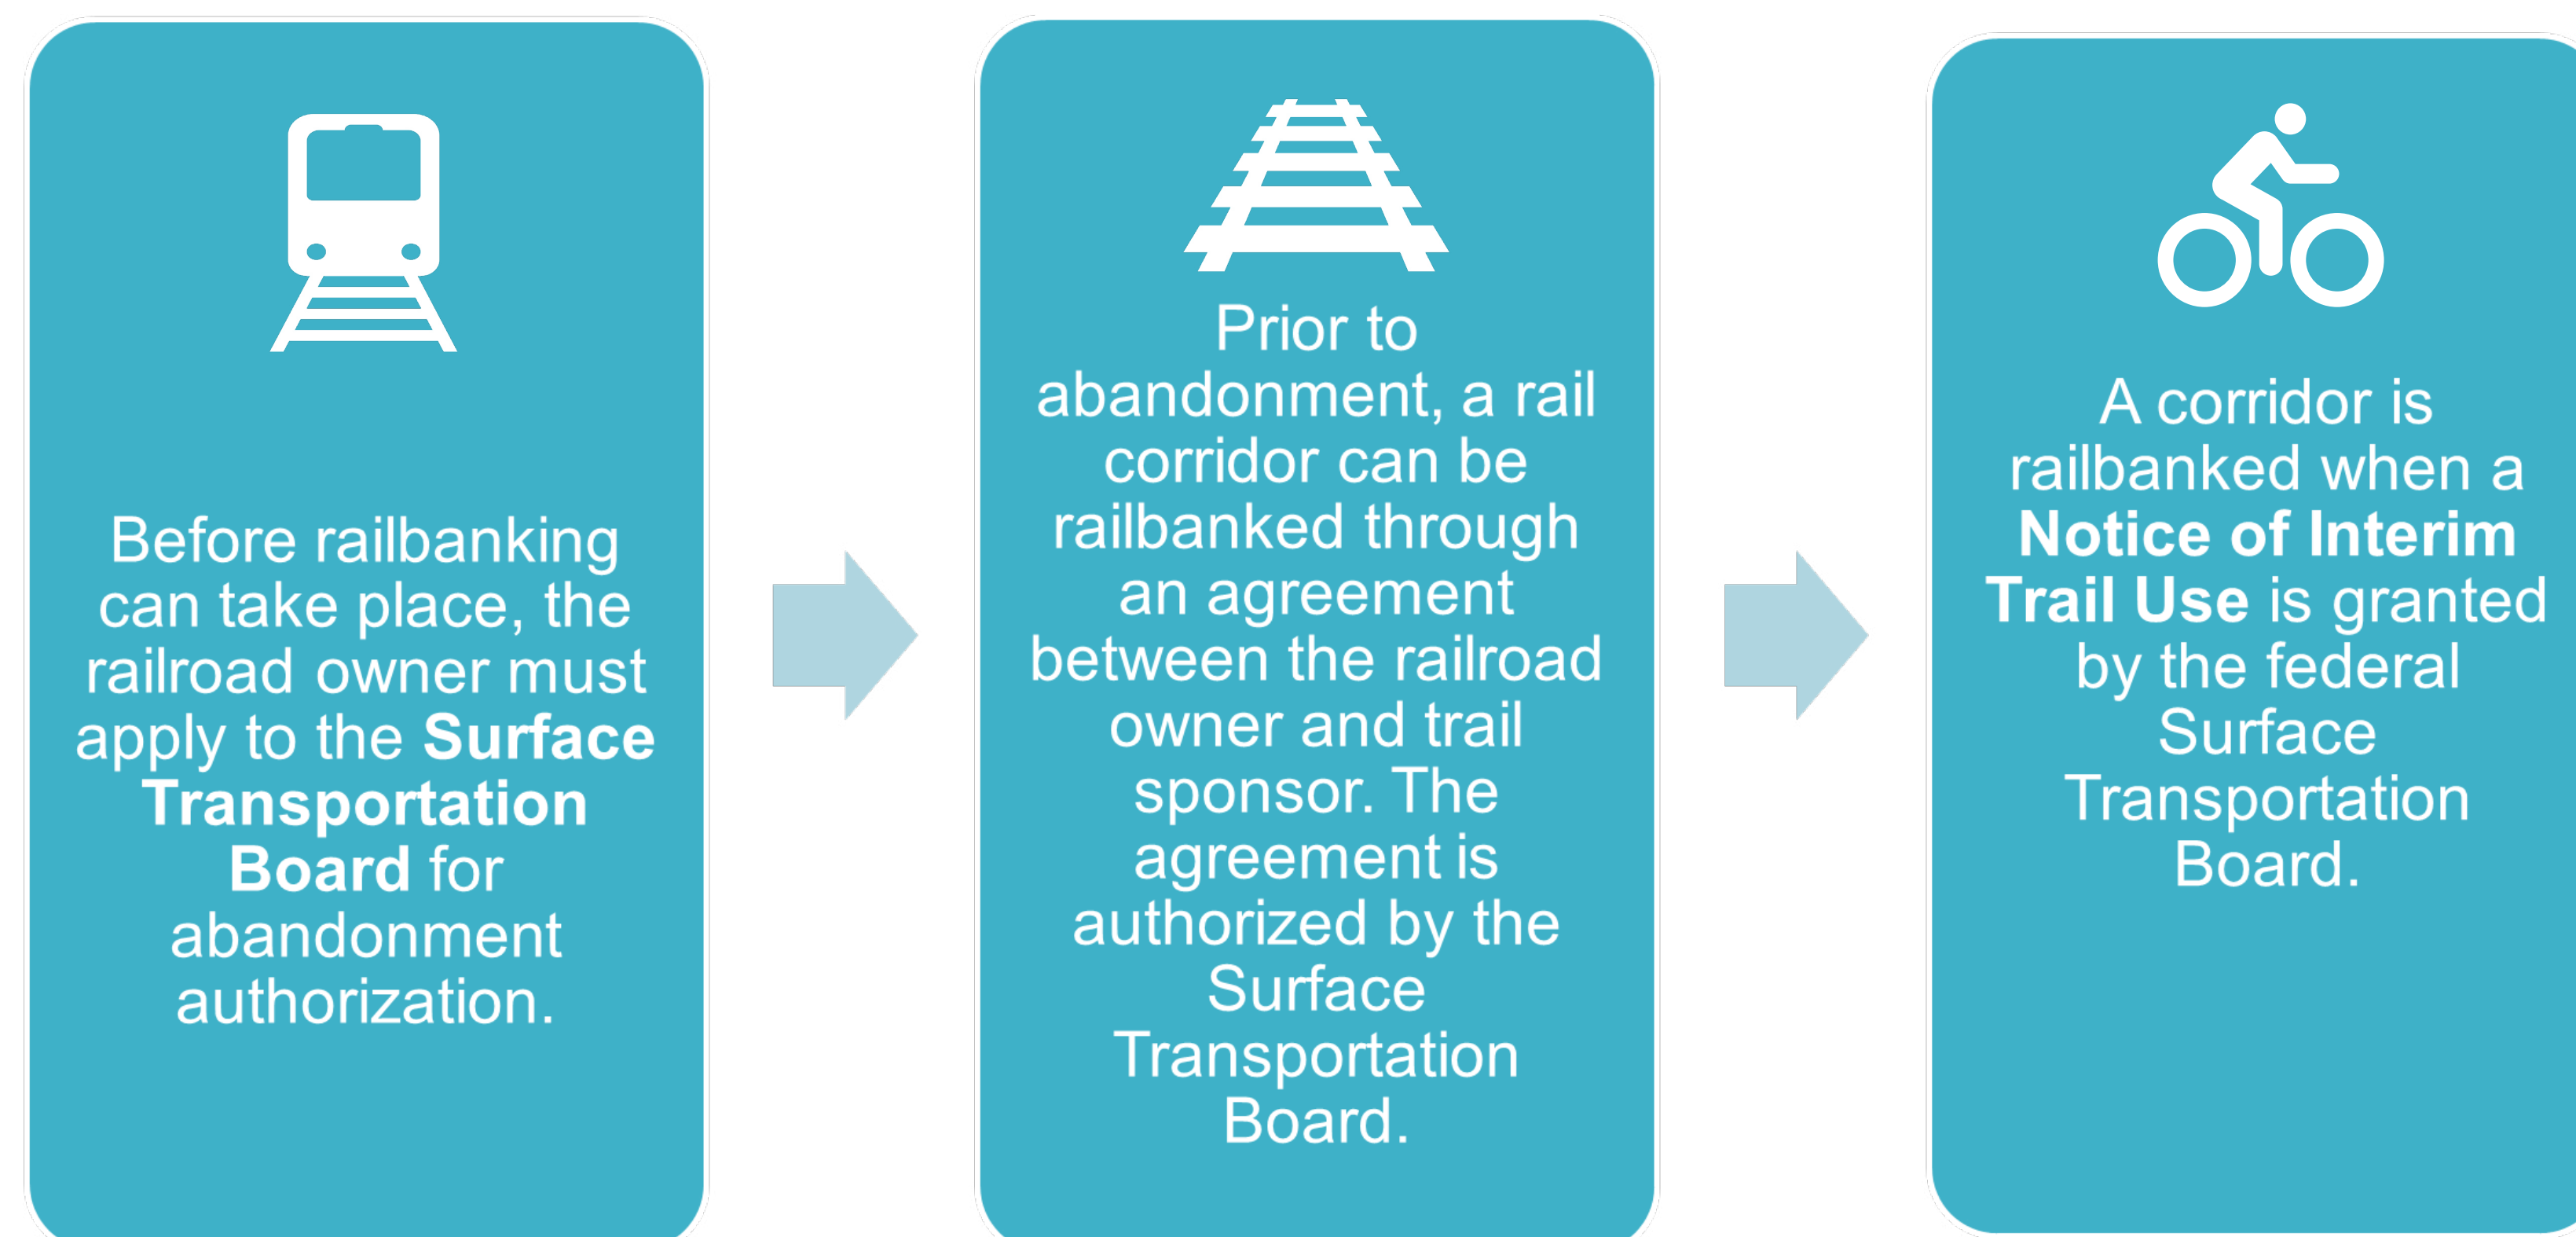 Before railbanking
can take place, the
railroad owner must
apply to the Surface
Transportation
Board for
abandonment
authorization.
Prior to
abandonment, a rail
corridor can be
railbanked through
an agreement
between the railroad
owner and trail
sponsor. The
agreement is
authorized by the
Surface
Transportation
Board.
A corridor is
railbanked when a
Notice of Interim
Trail Use is granted
by the federal
Surface
Transportation
Board.